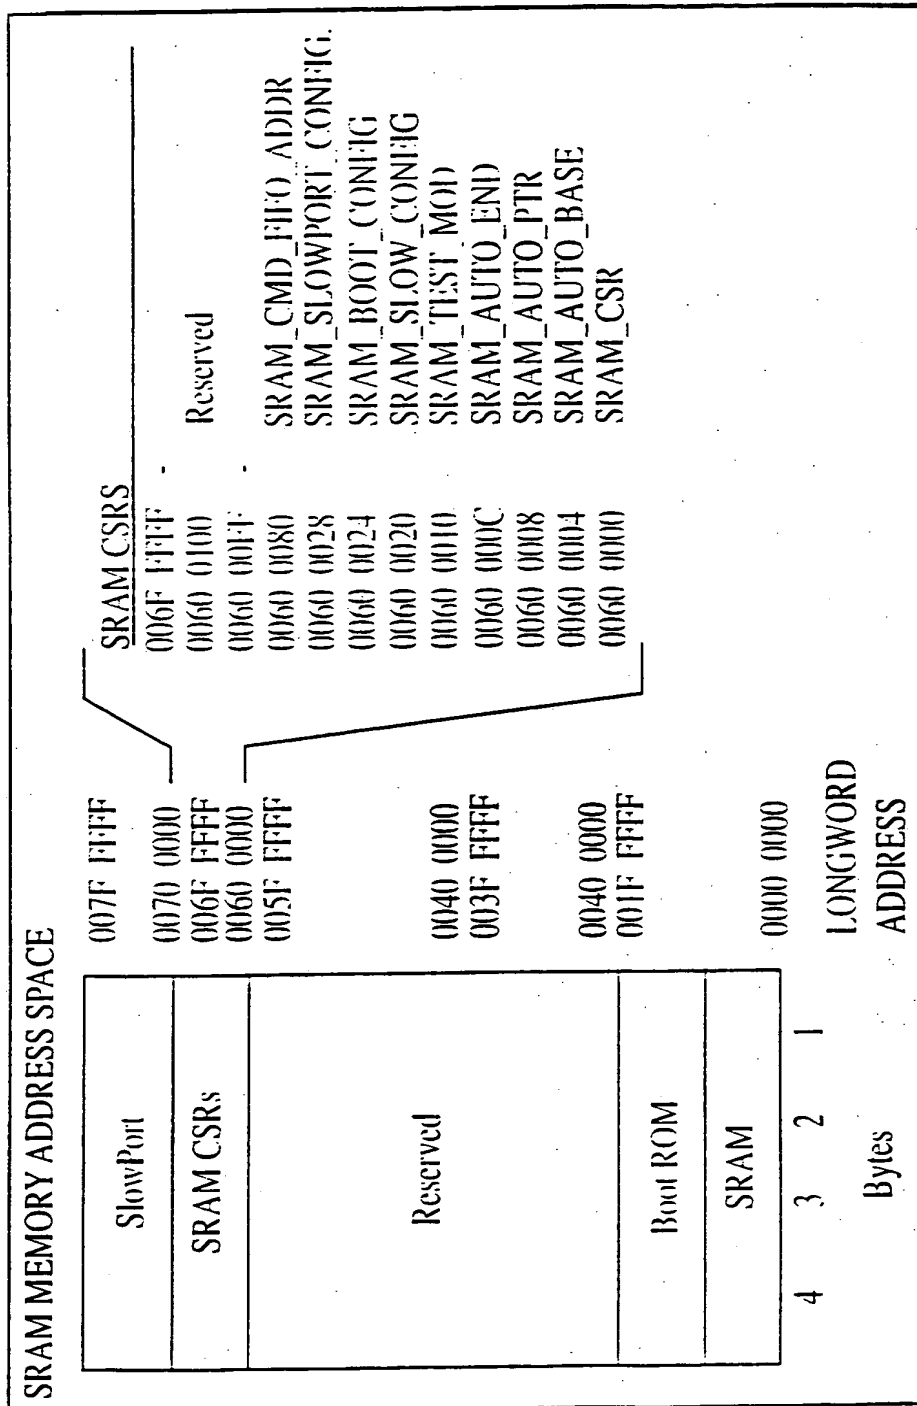 SRAM MEMORY ADDRESS SPACE
SlowPort
SRAM CSRs
Reserved
Boot ROM
SRAM
4 3 2 1
Bytes
007F FFFF
0070 0000
006F FFFF
0060 0000
005F FFFF
0040 0000
003F FFFF
0040 0000
001F FFFF
0000 0000
LONGWORD
ADDRESS
SRAM CSRS
006F FFFF -
0060 0100 Reserved
0060 00FF -
0060 0080 SRAM_CMD_FIFO_ADDR
0060 0028 SRAM_SLOWPORT_CONFIG.
0060 0024 SRAM_BOOT_CONFIG
0060 0020 SRAM_SLOW_CONFIG
0060 0010 SRAM_TEST_MOD
0060 000C SRAM_AUTO_END
0060 0008 SRAM_AUTO_PTR
0060 0004 SRAM_AUTO_BASE
0060 0000 SRAM_CSR